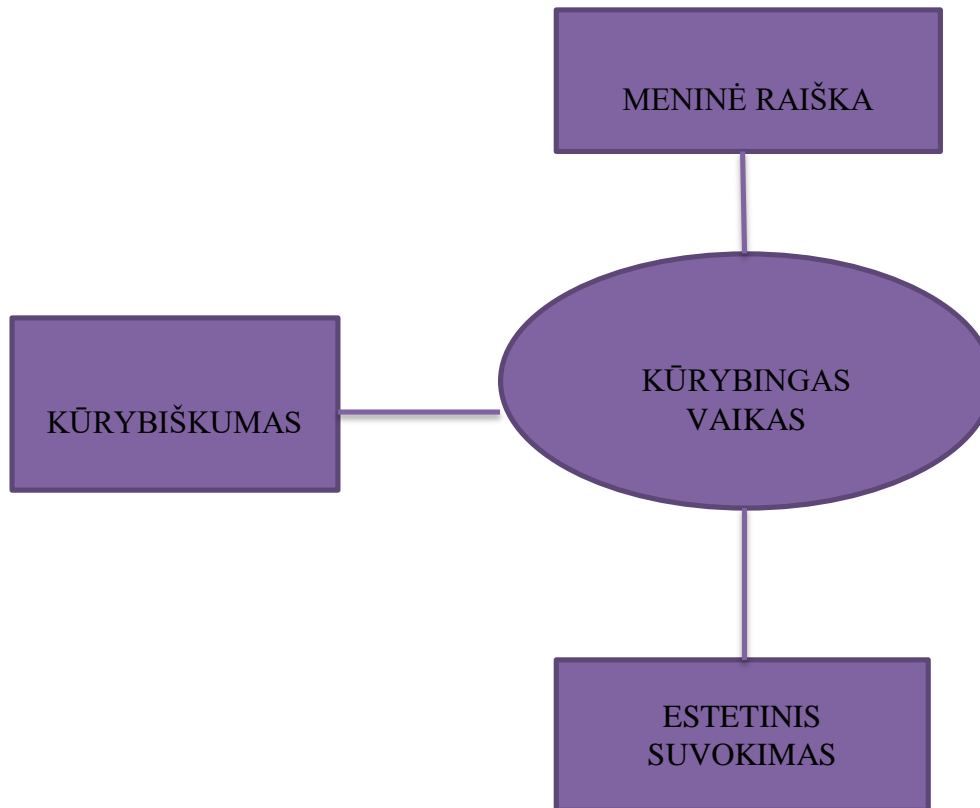 MENINĖ RAIŠKA
KŪRYBIŠKUMAS
KŪRYBINGAS
VAIKAS
ESTETINIS
SUVOKIMAS